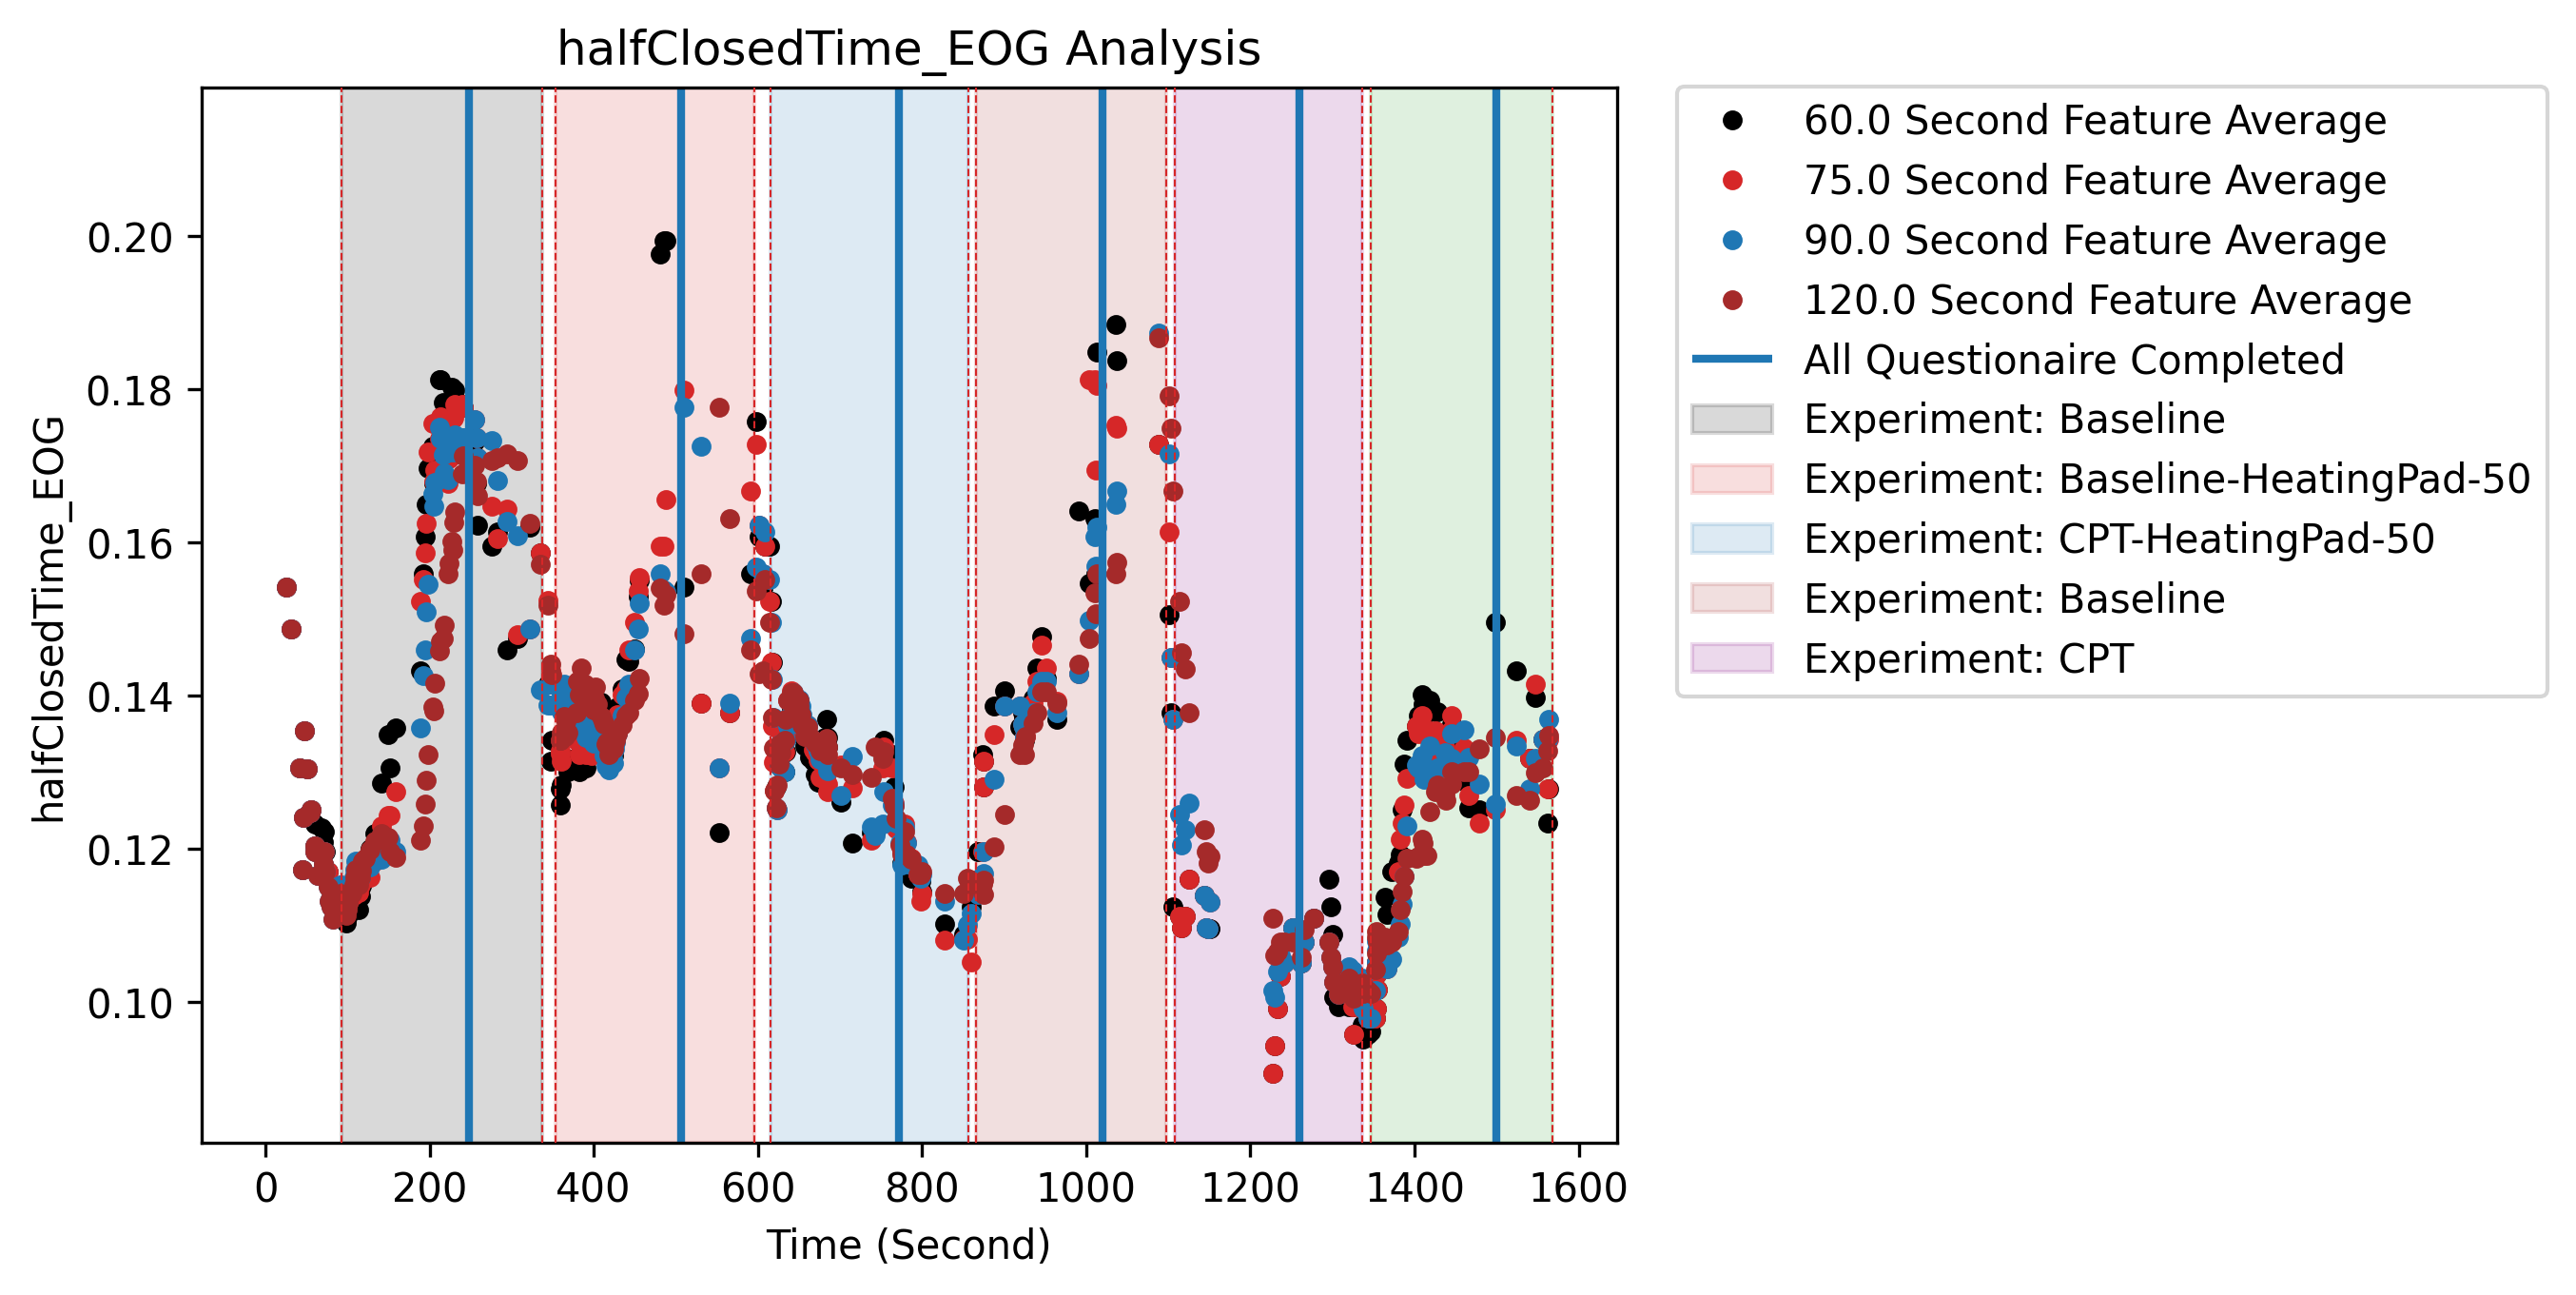 halfClosedTime_EOG Analysis
halfClosedTime_EOG
0.20
0.18
0.16
0.14
0.12
0.10
0 200 400 600 800 1000 1200 1400 1600
Time (Second)
60.0 Second Feature Average
75.0 Second Feature Average
90.0 Second Feature Average
120.0 Second Feature Average
All Questionaire Completed
Experiment: Baseline
Experiment: Baseline-HeatingPad-50
Experiment: CPT-HeatingPad-50
Experiment: Baseline
Experiment: CPT